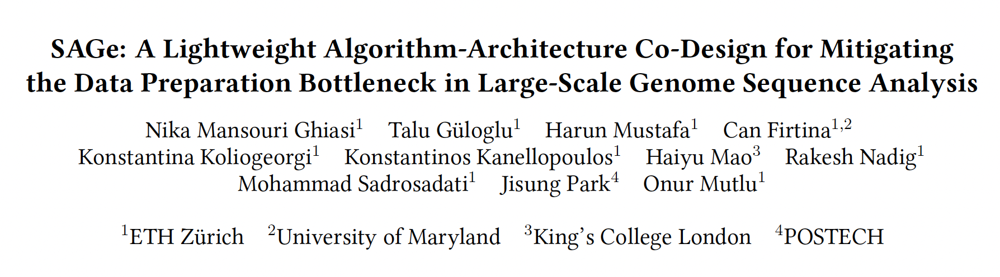 SAGe: A Lightweight Algorithm-Architecture Co-Design for Mitigating
the Data Preparation Bottleneck in Large-Scale Genome Sequence Analysis
Nika Mansouri Ghiasi¹ Talu Güloglu¹ Harun Mustafa¹ Can Firtina¹,²
Konstantina Koliogeorgi¹ Konstantinos Kanellopoulos¹ Haiyu Mao³ Rakesh Nadig¹
Mohammad Sadrosadati¹ Jisung Park⁴ Onur Mutlu¹
¹ETH Zürich ²University of Maryland ³King's College London ⁴POSTECH